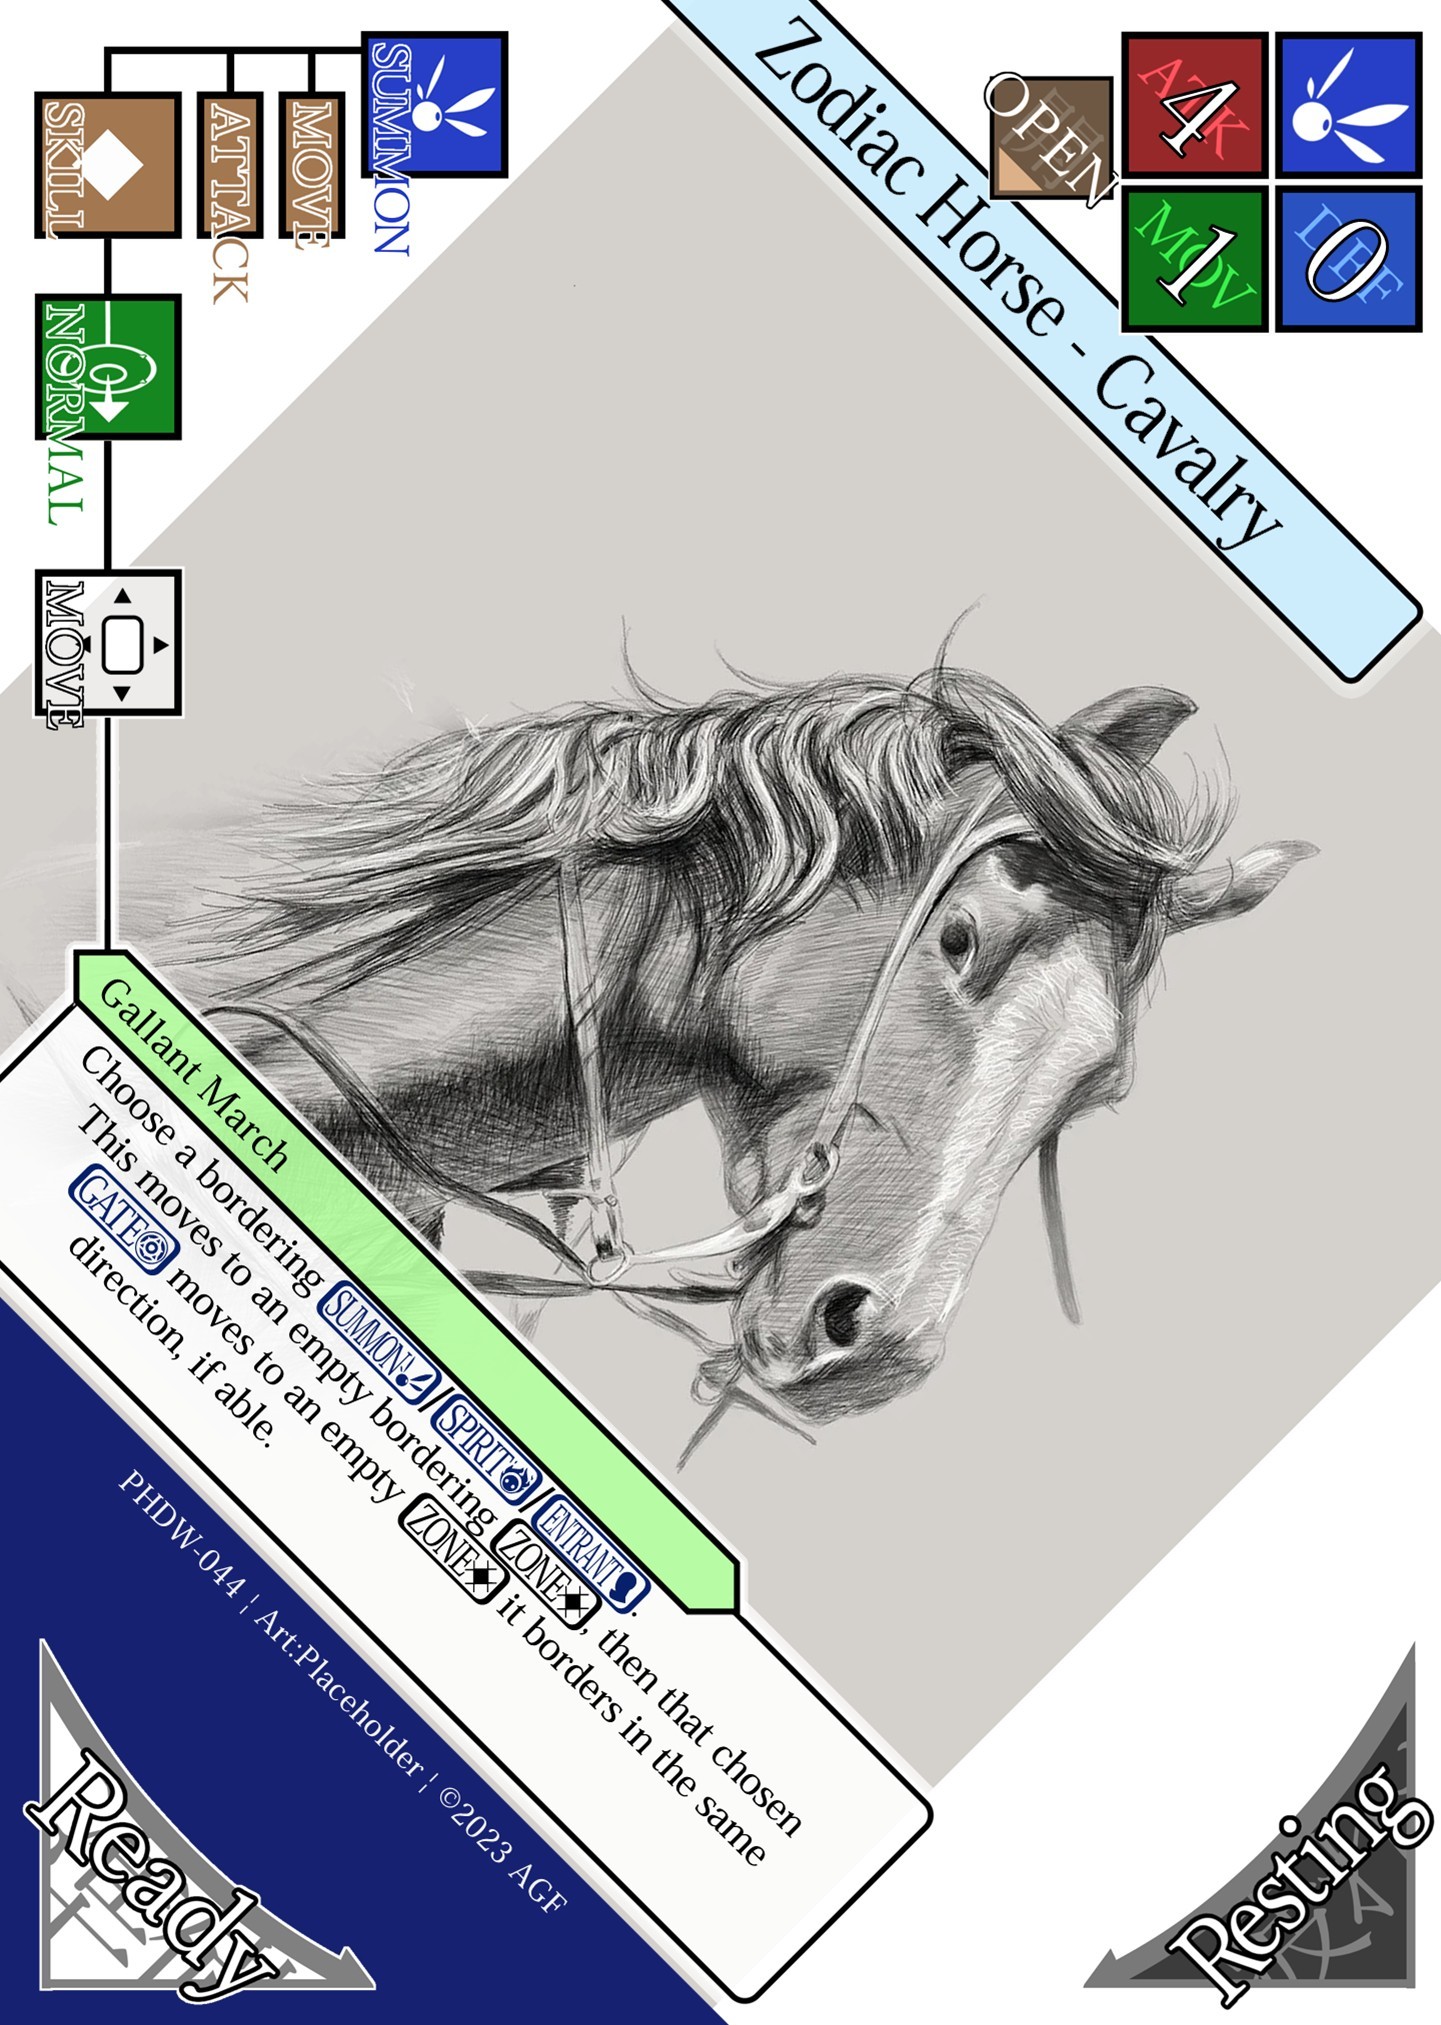 SUMMON
MOVE
ATTACK
SKILL
NORMAL
MOVE
Zodiac Horse - Cavalry
OPEN
ATK
4
MOV
1
DEF
0
Gallant March
Choose a bordering SUMMON/SPIRIT/ENTRANT.
This moves to an empty bordering ZONE, then that chosen
GATE moves to an empty ZONE it borders in the same
direction, if able.
PHDW-044 ¦ Art:Placeholder ¦ ©2023 AGF
Ready
Resting